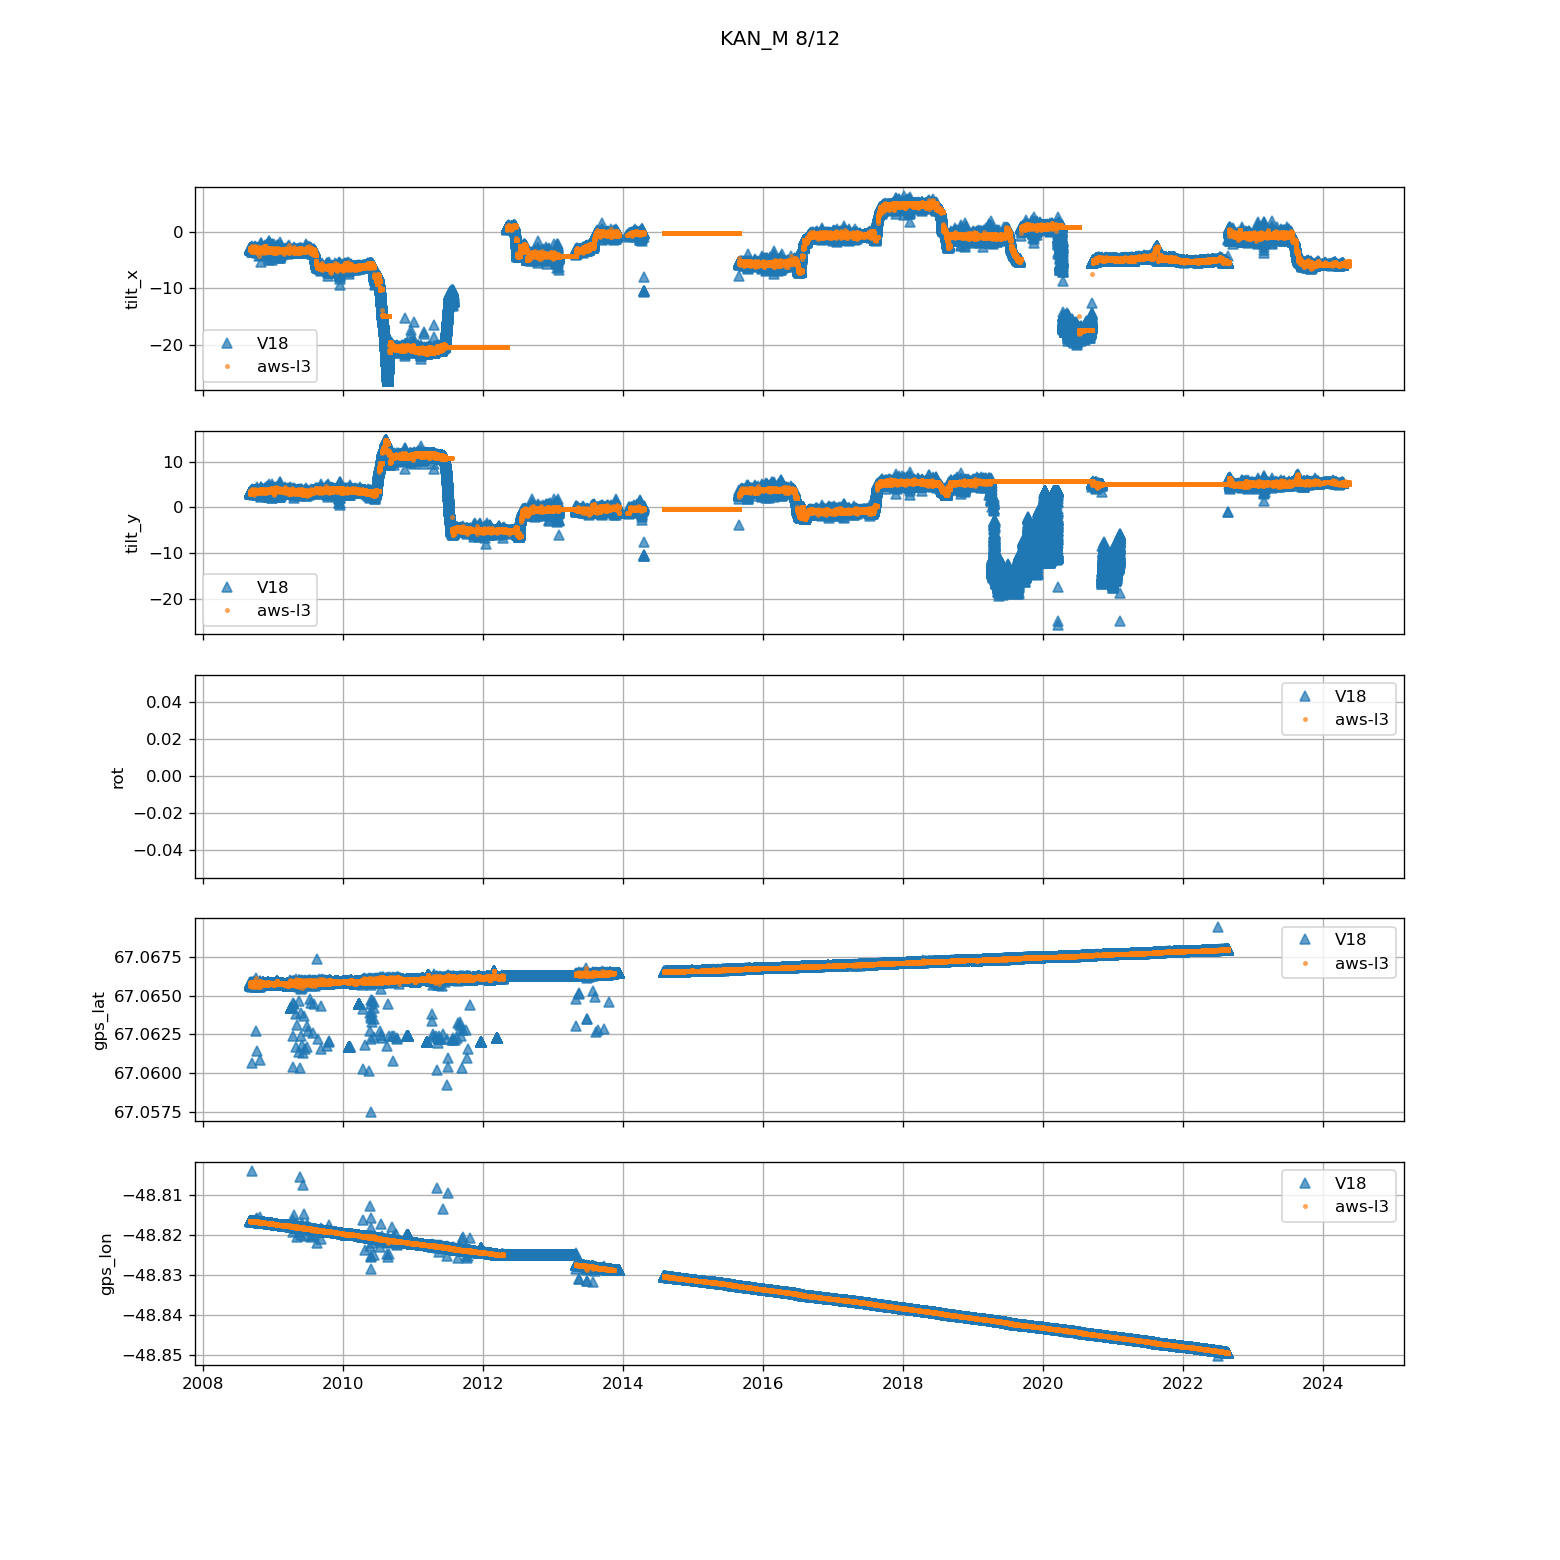 KAN_M 8/12
0
−10
−20
tilt_x
V18
aws-l3
10
0
−10
−20
tilt_y
V18
aws-l3
0.04
0.02
0.00
−0.02
−0.04
rot
V18
aws-l3
67.0675
67.0650
67.0625
67.0600
67.0575
gps_lat
V18
aws-l3
−48.81
−48.82
−48.83
−48.84
−48.85
gps_lon
V18
aws-l3
2008 2010 2012 2014 2016 2018 2020 2022 2024